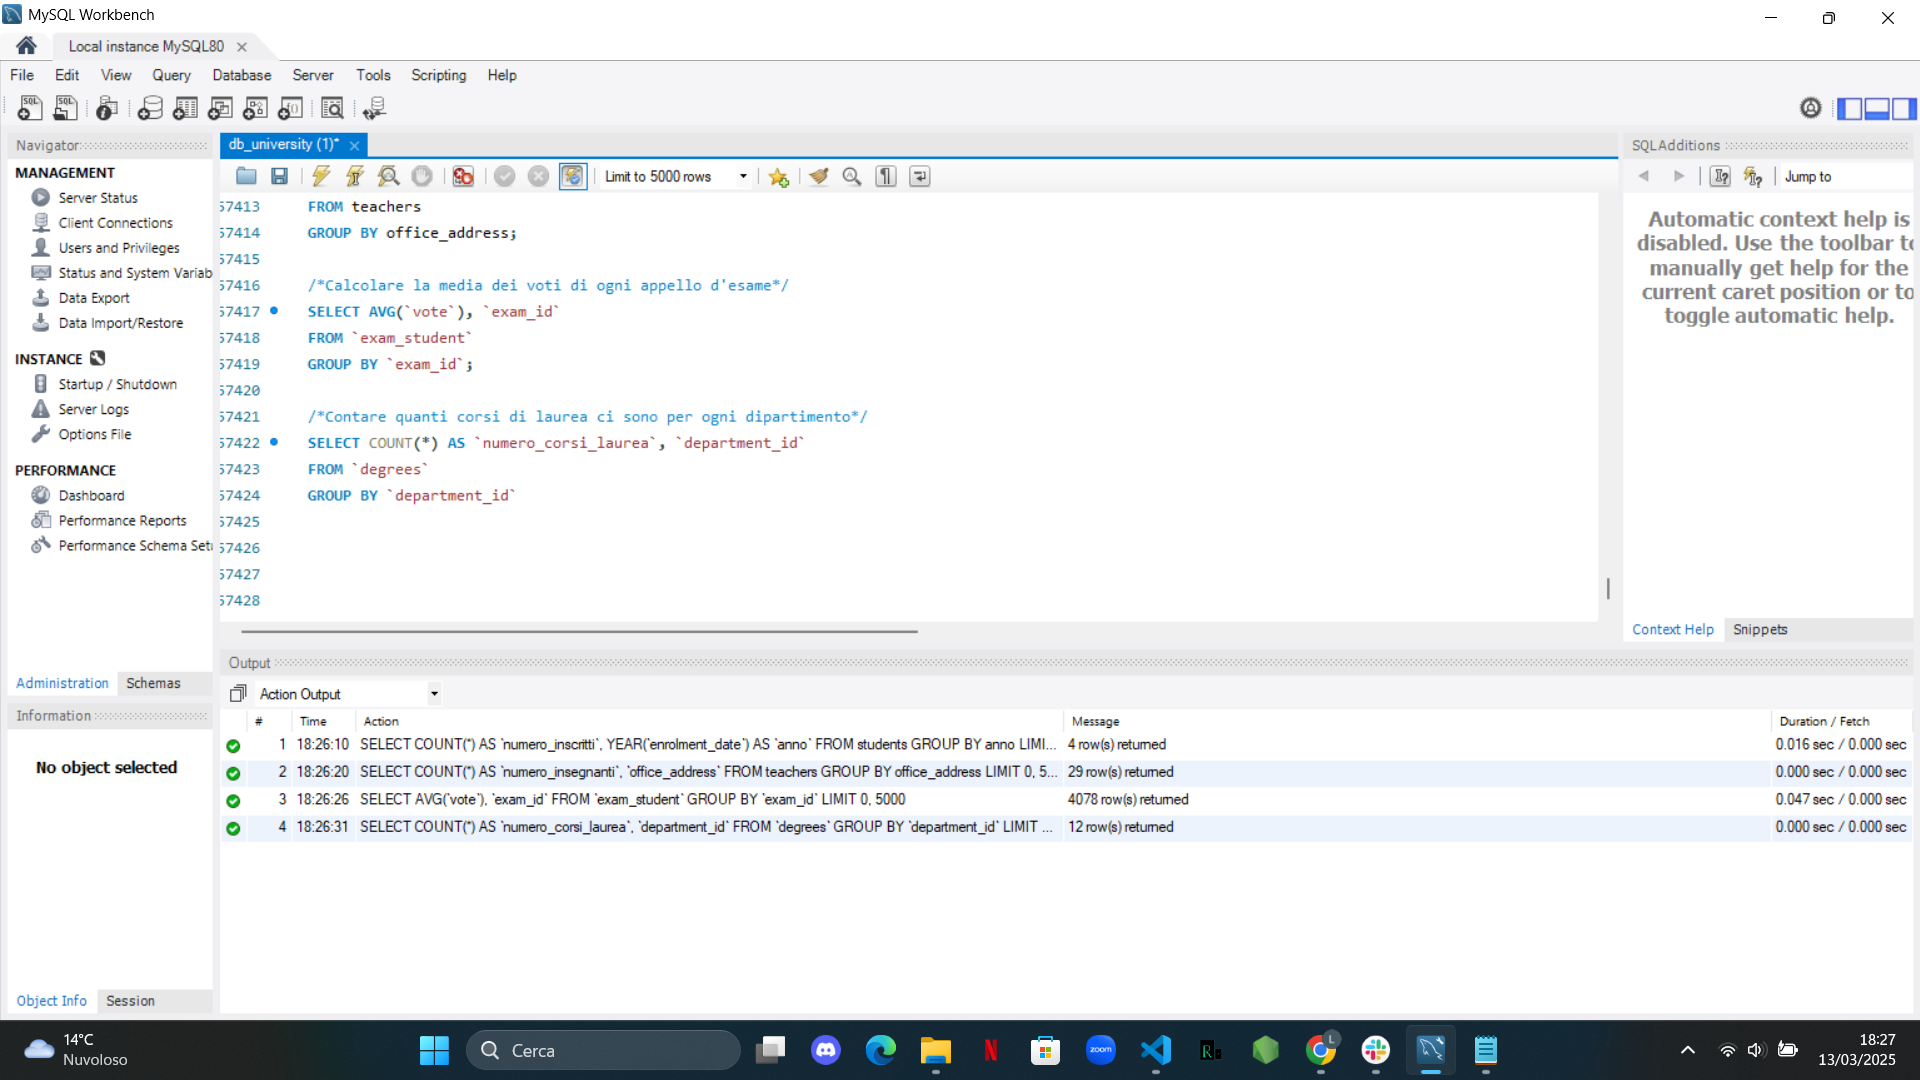 MySQL Workbench
Local instance MySQL80
File Edit View Query Database Server Tools Scripting Help
Navigator
MANAGEMENT
Server Status
Client Connections
Users and Privileges
Status and System Variab
Data Export
Data Import/Restore
INSTANCE
Startup / Shutdown
Server Logs
Options File
PERFORMANCE
Dashboard
Performance Reports
Performance Schema Setu
Administration Schemas
Information
No object selected
Object Info Session
db_university (1)*
Limit to 5000 rows
57413 FROM teachers
57414 GROUP BY office_address;
57415
57416 /*Calcolare la media dei voti di ogni appello d'esame*/
57417 SELECT AVG(`vote`), `exam_id`
57418 FROM `exam_student`
57419 GROUP BY `exam_id`;
57420
57421 /*Contare quanti corsi di laurea ci sono per ogni dipartimento*/
57422 SELECT COUNT(*) AS `numero_corsi_laurea`, `department_id`
57423 FROM `degrees`
57424 GROUP BY `department_id`
57425
57426
57427
57428
SQLAdditions
Jump to
Automatic context help is
disabled. Use the toolbar to
manually get help for the
current caret position or to
toggle automatic help.
Context Help Snippets
Output
Action Output
# Time Action Message Duration / Fetch
1 18:26:10 SELECT COUNT(*) AS `numero_inscritti`, YEAR(`enrolment_date`) AS `anno` FROM students GROUP BY anno LIMI... 4 row(s) returned 0.016 sec / 0.000 sec
2 18:26:20 SELECT COUNT(*) AS `numero_insegnanti`, `office_address` FROM teachers GROUP BY office_address LIMIT 0, 5... 29 row(s) returned 0.000 sec / 0.000 sec
3 18:26:26 SELECT AVG(`vote`), `exam_id` FROM `exam_student` GROUP BY `exam_id` LIMIT 0, 5000 4078 row(s) returned 0.047 sec / 0.000 sec
4 18:26:31 SELECT COUNT(*) AS `numero_corsi_laurea`, `department_id` FROM `degrees` GROUP BY `department_id` LIMIT ... 12 row(s) returned 0.000 sec / 0.000 sec
14°C
Nuvoloso
Cerca
zoom
18:27
13/03/2025